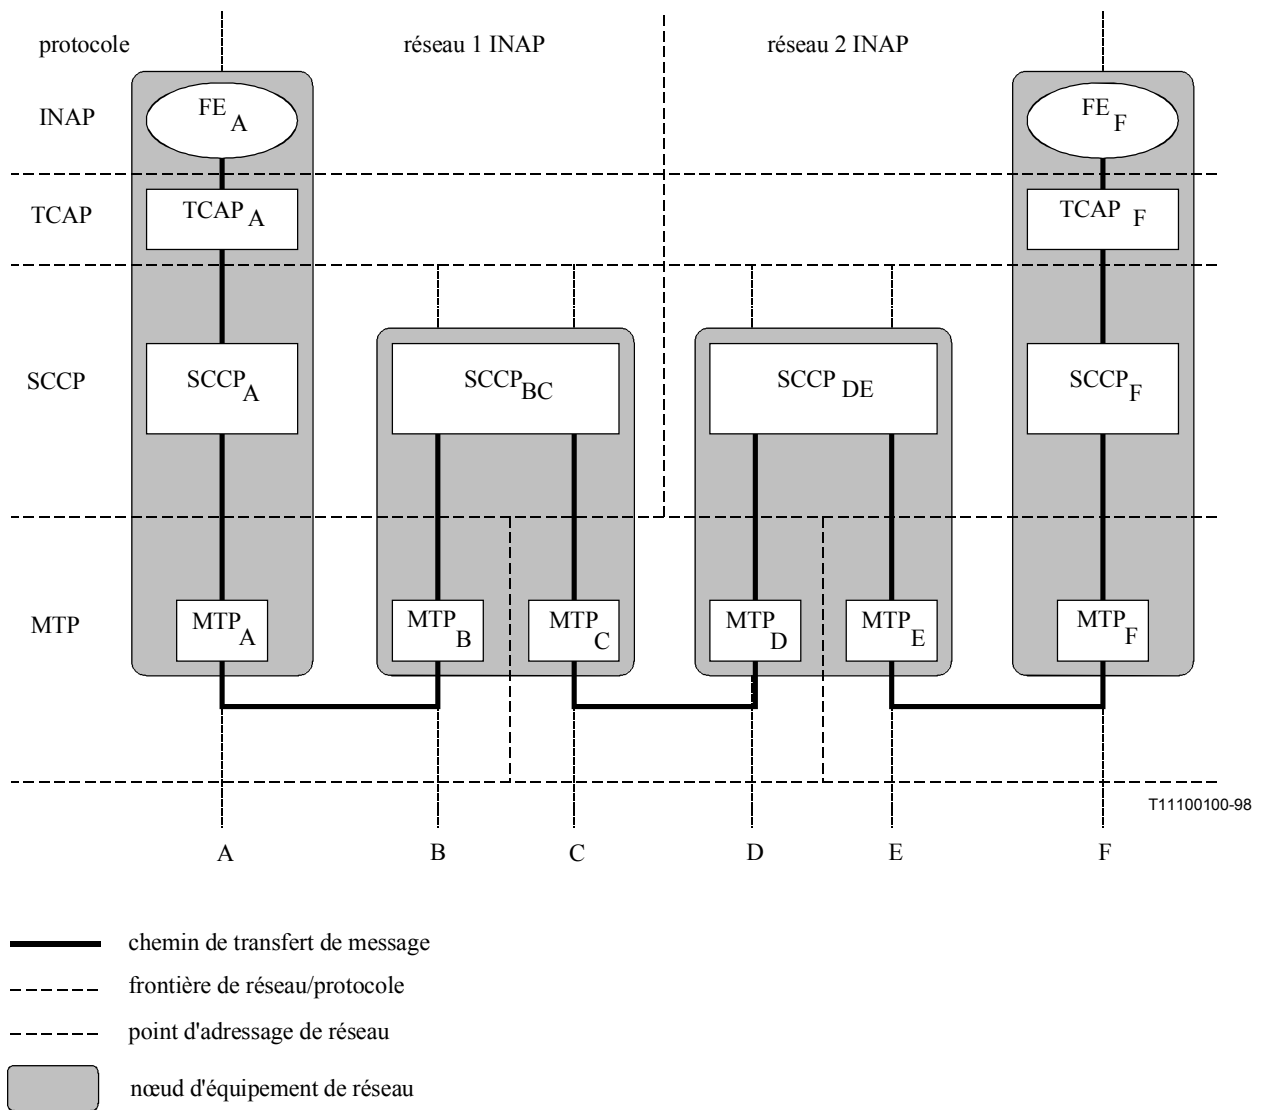 protocole réseau 1 INAP réseau 2 INAP
INAP FE A FE F
TCAP TCAP A TCAP F
SCCP SCCP A SCCP BC SCCP DE SCCP F
MTP MTP A MTP B MTP C MTP D MTP E MTP F
T11100100-98
A B C D E F
chemin de transfert de message
frontière de réseau/protocole
point d'adressage de réseau
nœud d'équipement de réseau